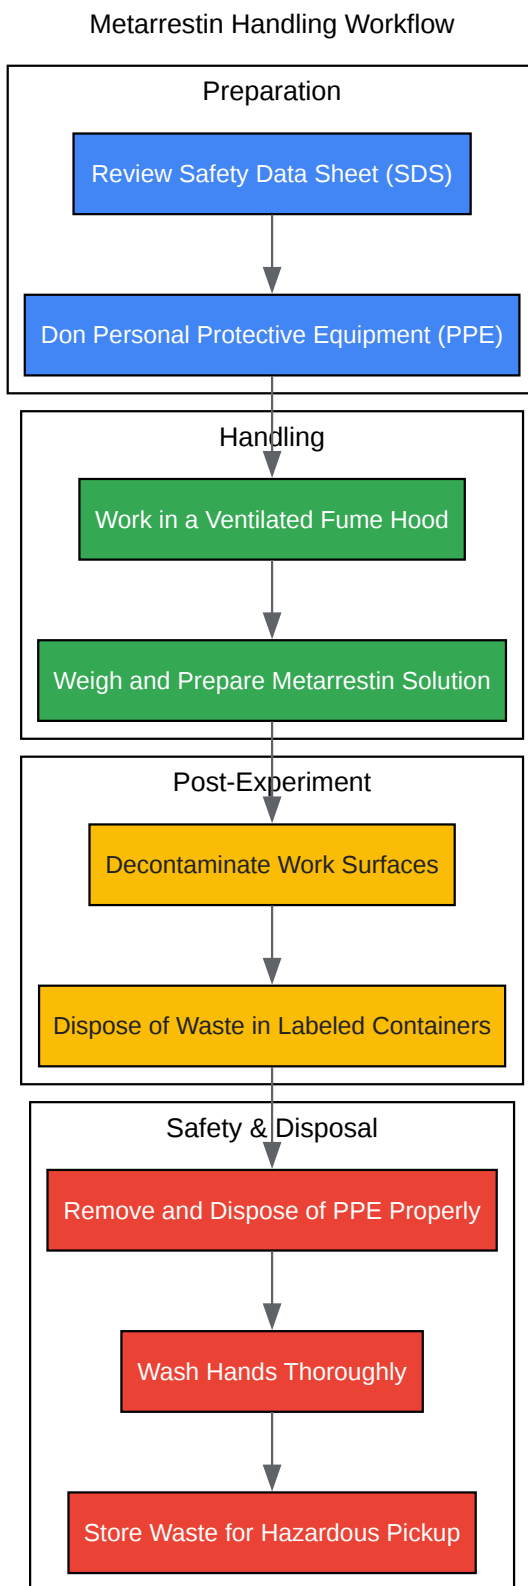 Metarrestin Handling Workflow
Preparation
Review Safety Data Sheet (SDS)
Don Personal Protective Equipment (PPE)
Handling
Work in a Ventilated Fume Hood
Weigh and Prepare Metarrestin Solution
Post-Experiment
Decontaminate Work Surfaces
Dispose of Waste in Labeled Containers
Safety & Disposal
Remove and Dispose of PPE Properly
Wash Hands Thoroughly
Store Waste for Hazardous Pickup